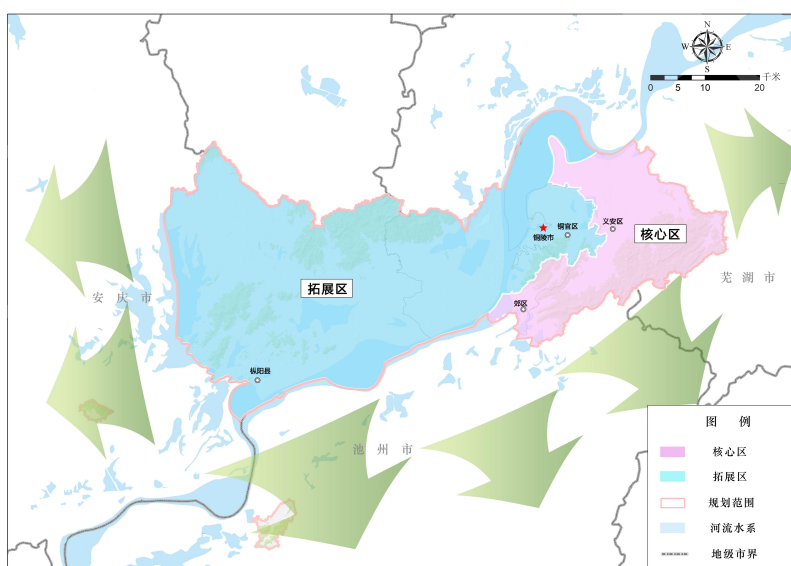 N
W E
S
千米
0 5 10 20
义安区
铜官区
铜陵市
核心区
芜湖市
拓展区
安庆市
郊区
枞阳县
池州市
图 例
核心区
拓展区
规划范围
河流水系
地级市界